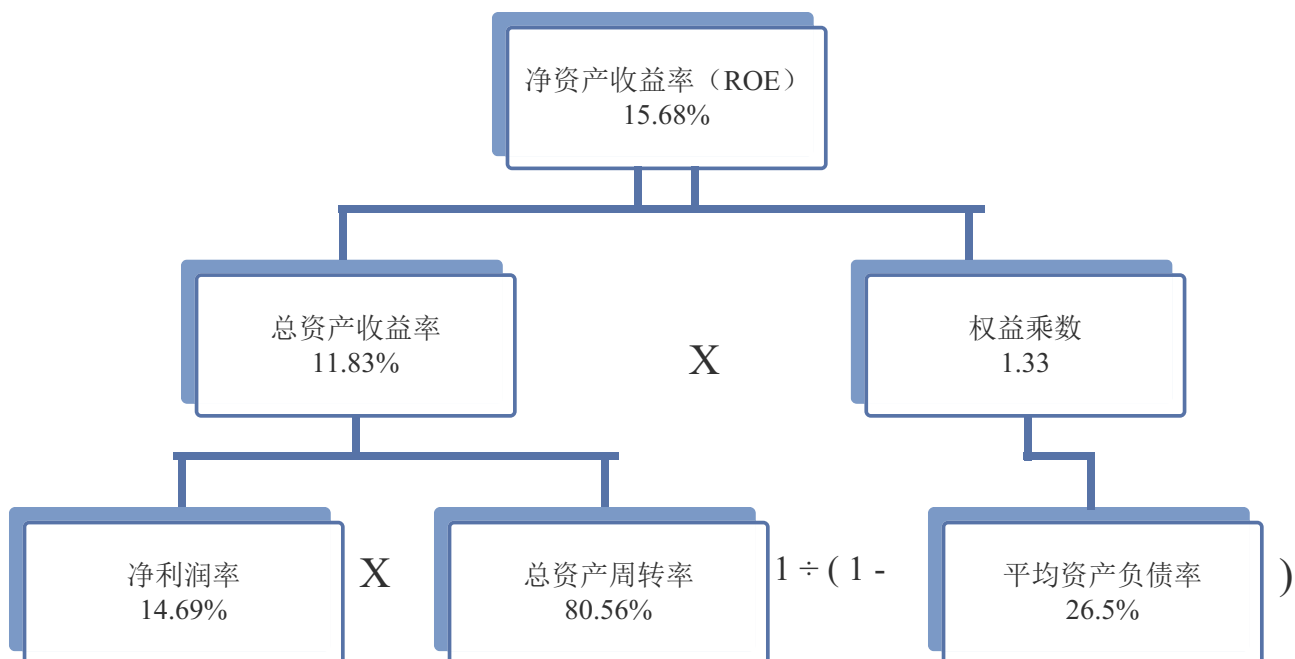 净资产收益率（ROE）
15.68%
总资产收益率
11.83%
X
权益乘数
1.33
净利润率
14.69%
X
总资产周转率
80.56%
1 ÷ ( 1 -
平均资产负债率
26.5%
)